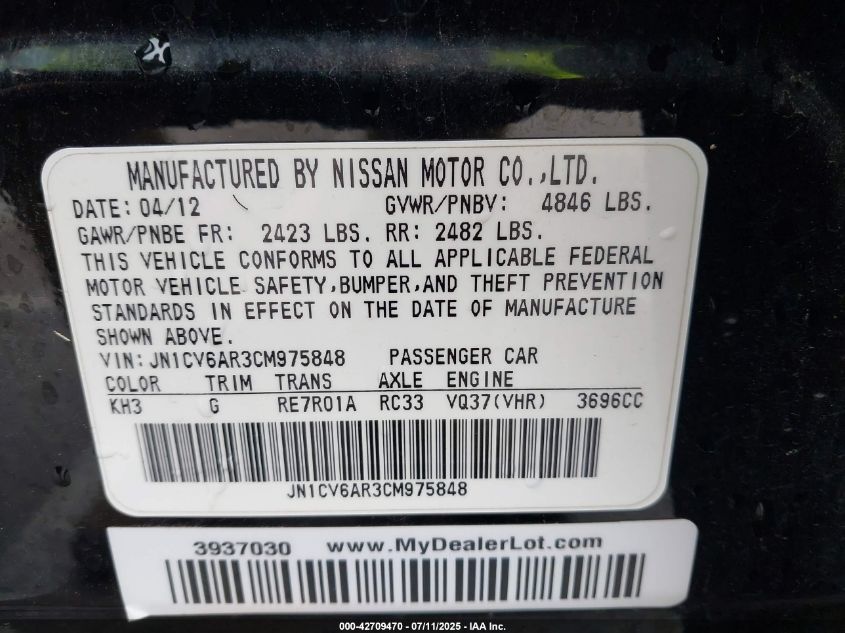 MANUFACTURED BY NISSAN MOTOR CO.,LTD.
DATE: 04/12 GVWR/PNBV: 4846 LBS.
GAWR/PNBE FR: 2423 LBS. RR: 2482 LBS.
THIS VEHICLE CONFORMS TO ALL APPLICABLE FEDERAL
MOTOR VEHICLE SAFETY,BUMPER,AND THEFT PREVENTION
STANDARDS IN EFFECT ON THE DATE OF MANUFACTURE
SHOWN ABOVE.
VIN: JN1CV6AR3CM975848 PASSENGER CAR
COLOR TRIM TRANS AXLE ENGINE
KH3 G RE7R01A RC33 VQ37(VHR) 3696CC
JN1CV6AR3CM975848
3937030 www.MyDealerLot.com
000-42709470 - 07/11/2025 - IAA Inc.